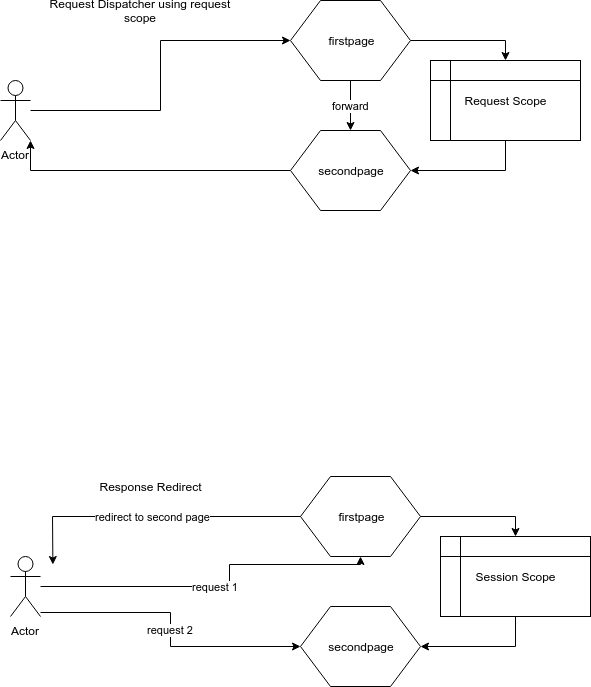 Request Dispatcher using request
scope
firstpage
Request Scope
forward
Actor
secondpage
Response Redirect
redirect to second page
firstpage
Session Scope
request 1
Actor
request 2
secondpage